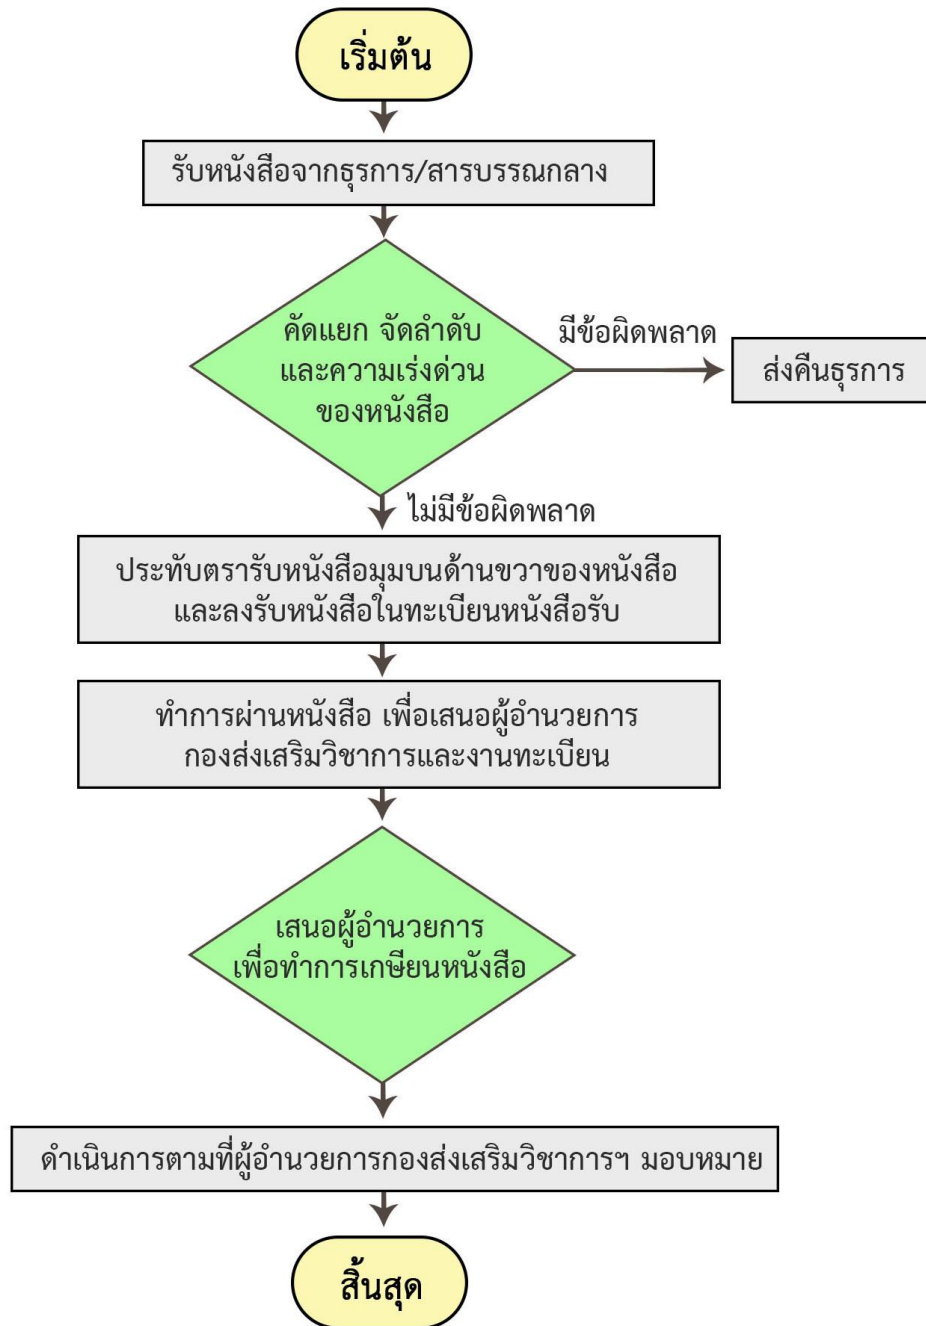 เริ่มต้น
รับหนังสือจากธุรการ/สารบรรณกลาง
คัดแยก จัดลำดับ
และความเร่งด่วน
ของหนังสือ
มีข้อผิดพลาด
ส่งคืนธุรการ
ไม่มีข้อผิดพลาด
ประทับตรารับหนังสือมุมบนด้านขวาของหนังสือ
และลงรับหนังสือในทะเบียนหนังสือรับ
ทำการผ่านหนังสือ เพื่อเสนอผู้อำนวยการ
กองส่งเสริมวิชาการและงานทะเบียน
เสนอผู้อำนวยการ
เพื่อทำการเกษียนหนังสือ
ดำเนินการตามที่ผู้อำนวยการกองส่งเสริมวิชาการฯ มอบหมาย
สิ้นสุด